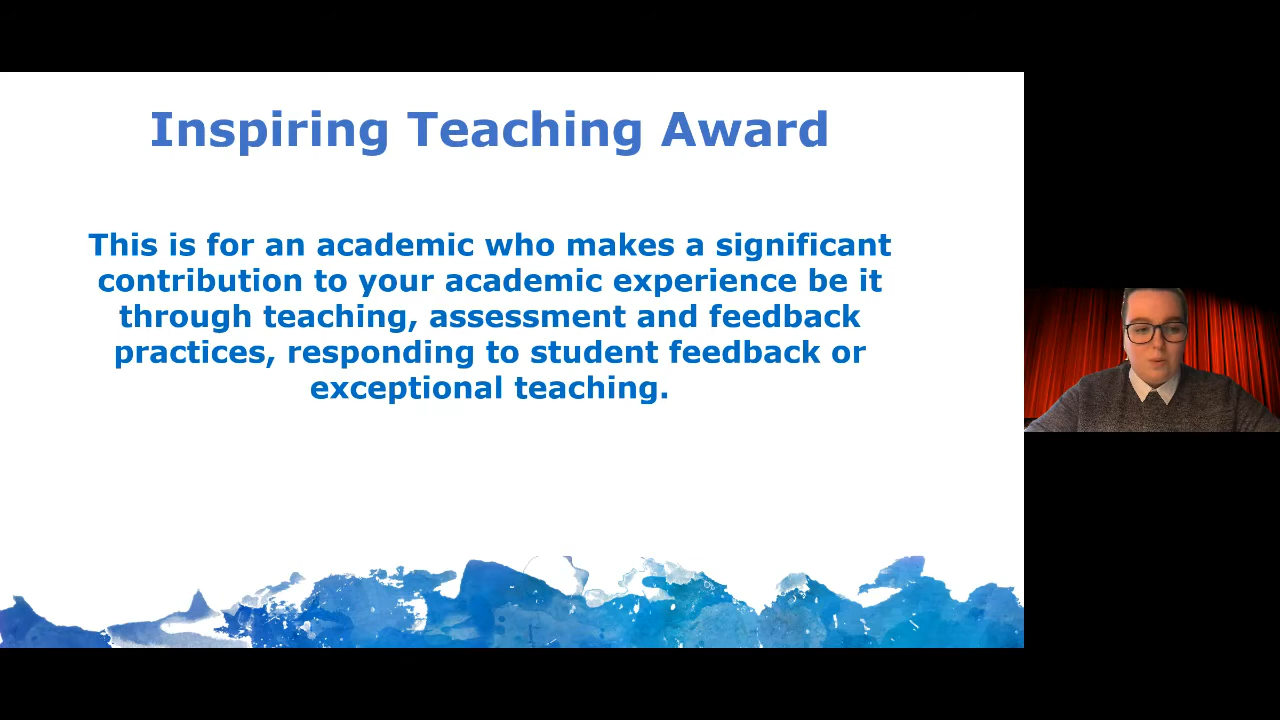 Inspiring Teaching Award
This is for an academic who makes a significant
contribution to your academic experience be it
through teaching, assessment and feedback
practices, responding to student feedback or
exceptional teaching.